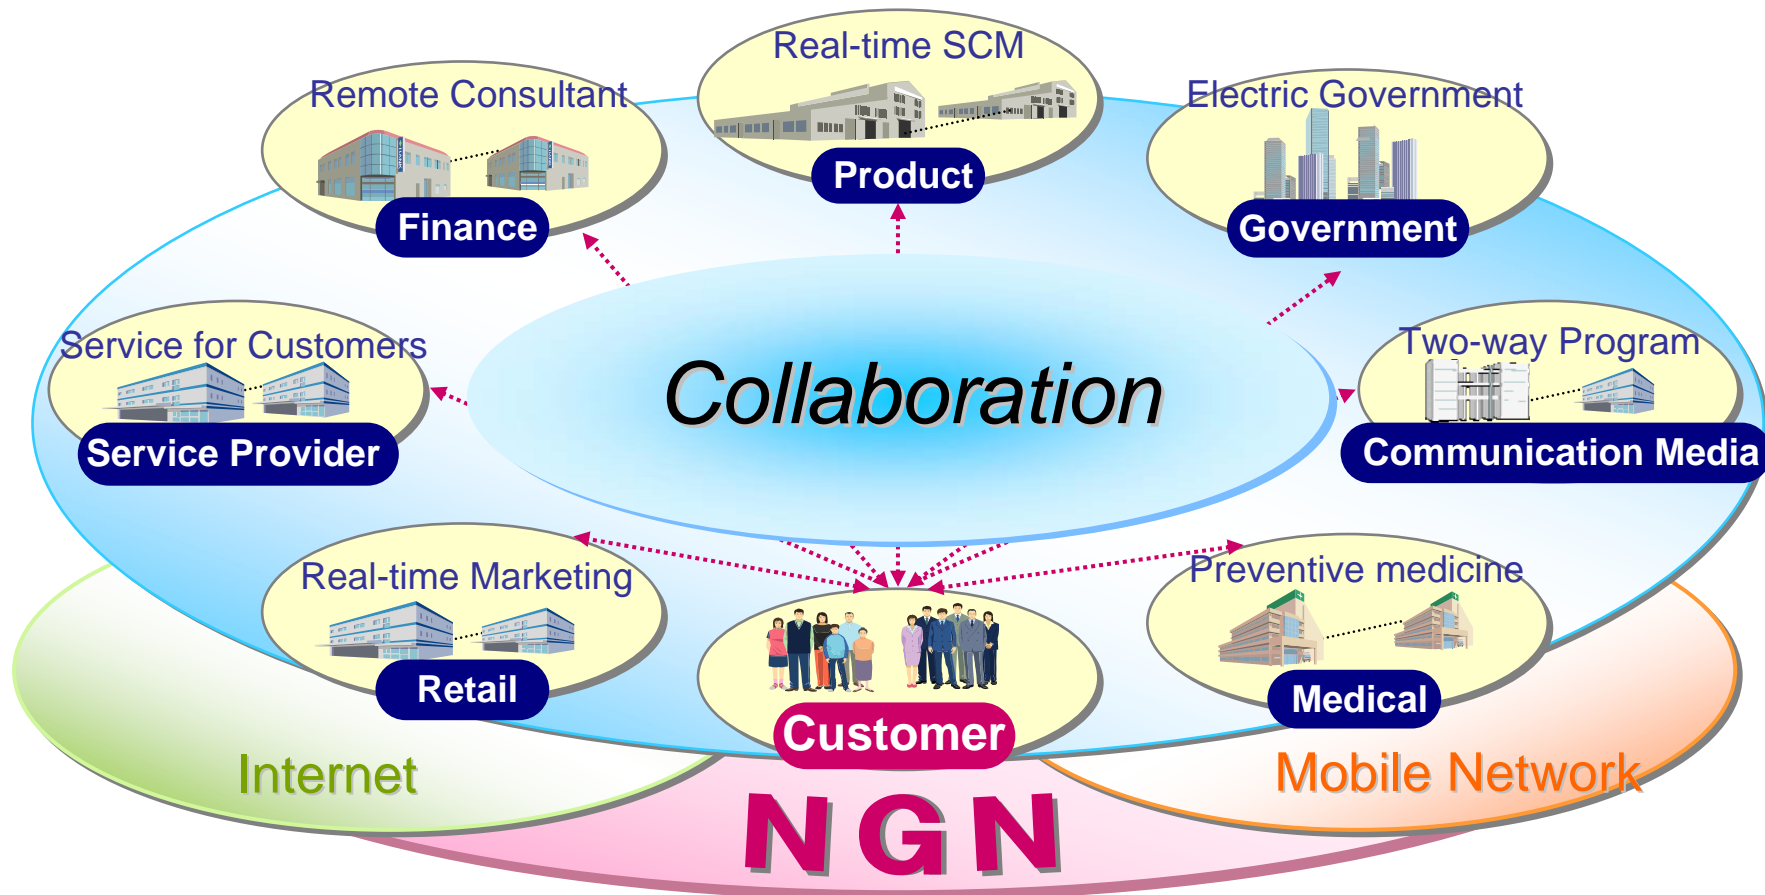 Real-time SCM
Product
Remote Consultant
Finance
Electric Government
Government
Service for Customers
Service Provider
Collaboration
Two-way Program
Communication Media
Real-time Marketing
Retail
Customer
Preventive medicine
Medical
Internet
Mobile Network
NGN